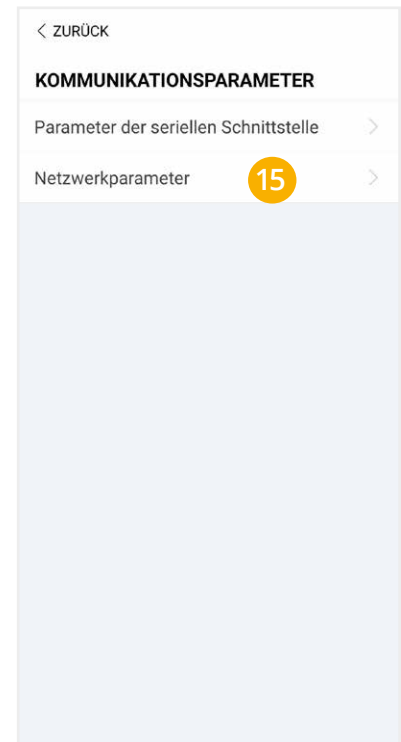 < ZURÜCK
KOMMUNIKATIONSPARAMETER
Parameter der seriellen Schnittstelle >
Netzwerkparameter 15 >